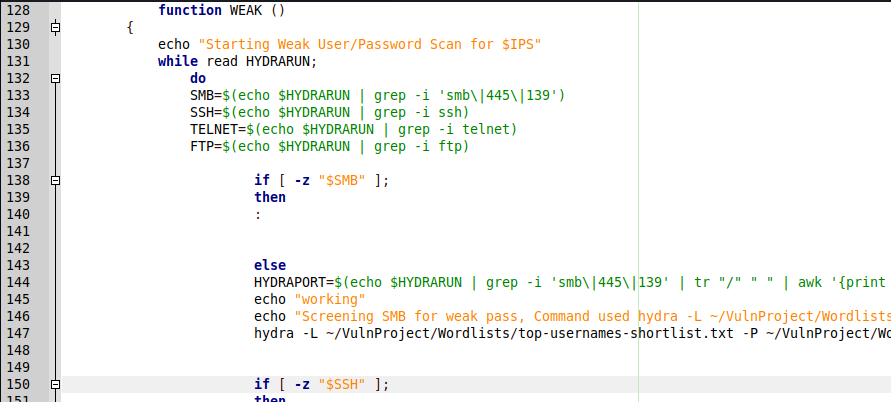 128 function WEAK ()
129 {
130 echo "Starting Weak User/Password Scan for $IPS"
131 while read HYDRARUN;
132 do
133 SMB=$(echo $HYDRARUN | grep -i 'smb\|445\|139')
134 SSH=$(echo $HYDRARUN | grep -i ssh)
135 TELNET=$(echo $HYDRARUN | grep -i telnet)
136 FTP=$(echo $HYDRARUN | grep -i ftp)
137
138 if [ -z "$SMB" ];
139 then
140 :
141
142
143 else
144 HYDRAPORT=$(echo $HYDRARUN | grep -i 'smb\|445\|139' | tr "/" " " | awk '{print
145 echo "working"
146 echo "Screening SMB for weak pass, Command used hydra -L ~/VulnProject/Wordlists
147 hydra -L ~/VulnProject/Wordlists/top-usernames-shortlist.txt -P ~/VulnProject/Wo
148
149
150 if [ -z "$SSH" ];
151 then